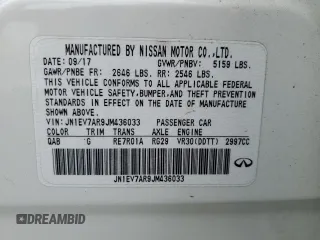 MANUFACTURED BY NISSAN MOTOR CO.,LTD.
DATE: 09/17 GVWR/PNBV: 5159 LBS.
GAWR/PNBE FR: 2646 LBS. RR: 2546 LBS.
THIS VEHICLE CONFORMS TO ALL APPLICABLE FEDERAL
MOTOR VEHICLE SAFETY,BUMPER, AND THEFT PREVENTION
STANDARDS IN EFFECT ON THE DATE OF MANUFACTURE
SHOWN ABOVE.
VIN: JN1EV7AR9JM436033 PASSENGER CAR
COLOR TRIM TRANS AXLE ENGINE
QAB G RE7R01A RG29 VR30(DDTT) 2997CC
JN1EV7AR9JM436033
AUTOBIDMASTER